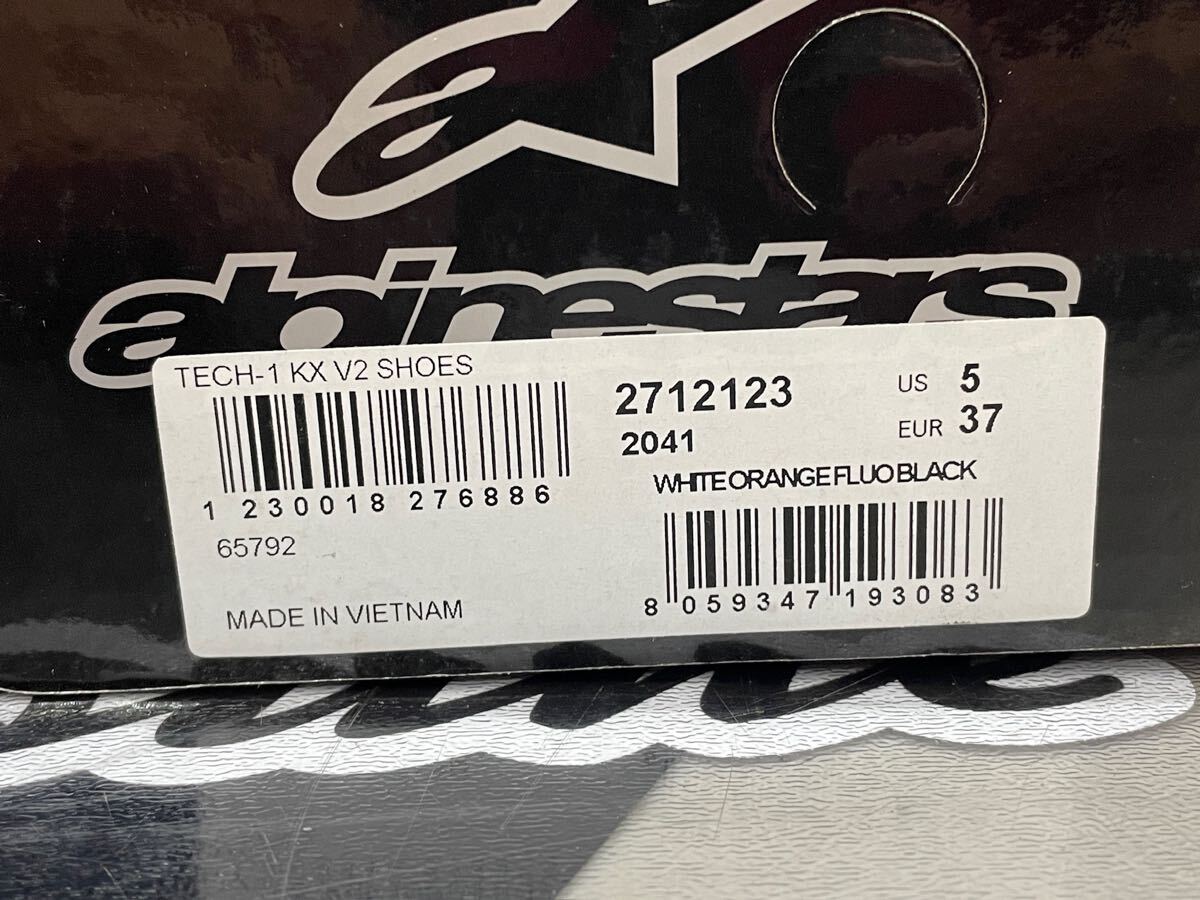 alpinestars
TECH-1 KX V2 SHOES
1 230018 276886
65792
MADE IN VIETNAM
2712123
2041
US 5
EUR 37
WHITE ORANGE FLUO BLACK
8 059347 193083